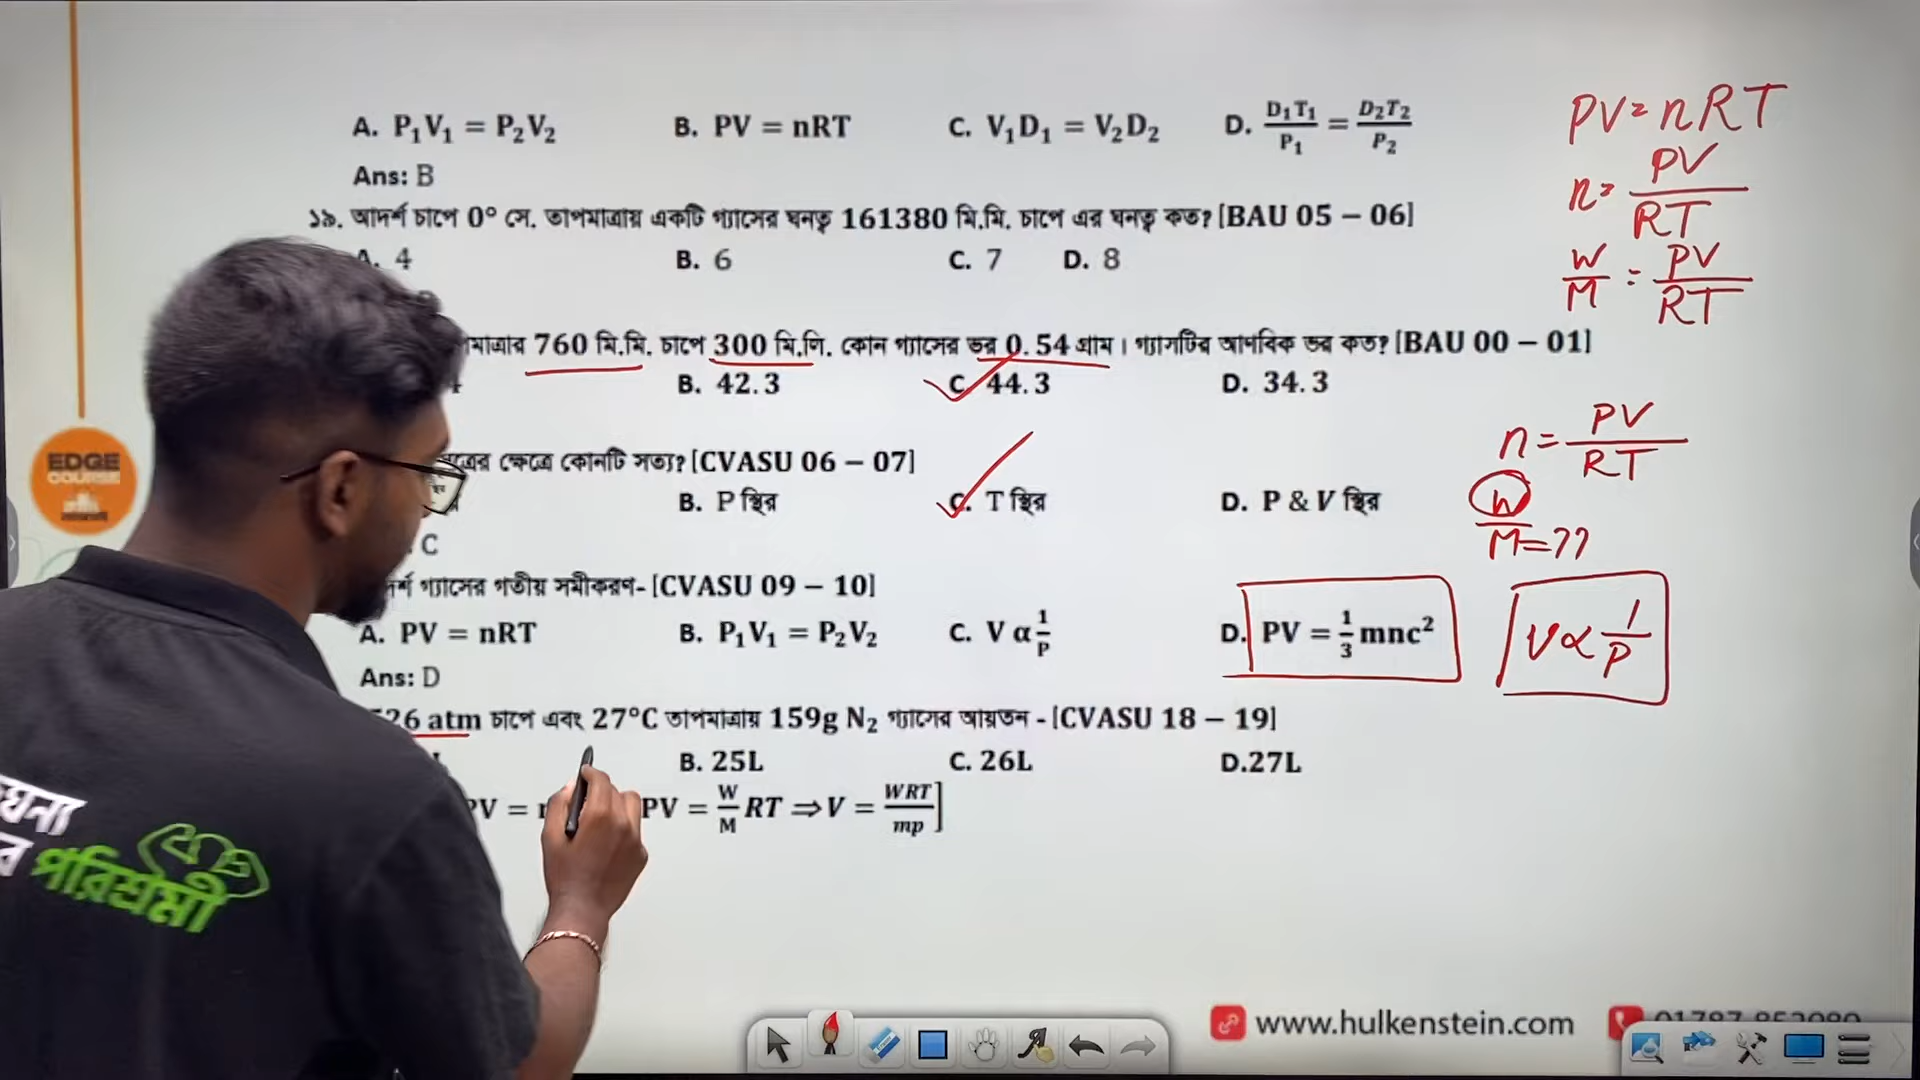 A. P₁V₁ = P₂V₂ B. PV = nRT C. V₁D₁ = V₂D₂ D. D₁T₁/P₁ = D₂T₂/P₂
Ans: B
১৯. আদর্শ চাপে 0° সে. তাপমাত্রায় একটি গ্যাসের ঘনত্ব 161380 মি.মি. চাপে এর ঘনত্ব কত? [BAU 05 – 06]
A. 4 B. 6 C. 7 D. 8
760 মি.মি. চাপে 300 মি.লি. কোন গ্যাসের ভর 0.54 গ্রাম। গ্যাসটির আণবিক ভর কত? [BAU 00 – 01]
B. 42.3 C. 44.3 D. 34.3
ক্ষেত্রে কোনটি সত্য? [CVASU 06 – 07]
B. P স্থির C. T স্থির D. P & V স্থির
C
গ্যাসের গতীয় সমীকরণ- [CVASU 09 – 10]
A. PV = nRT B. P₁V₁ = P₂V₂ C. V α 1/P D. PV = 1/3 mnc²
Ans: D
26 atm চাপে এবং 27°C তাপমাত্রায় 159g N₂ গ্যাসের আয়তন - [CVASU 18 – 19]
B. 25L C. 26L D.27L
PV = PV = W/M RT ⇒ V = WRT/mp]
PV = nRT
n = PV/RT
W/M = PV/RT
n = PV/RT
W/M = ??
V ∝ 1/P
EDGE
COURSE
পরিশ্রমী
www.hulkenstein.com